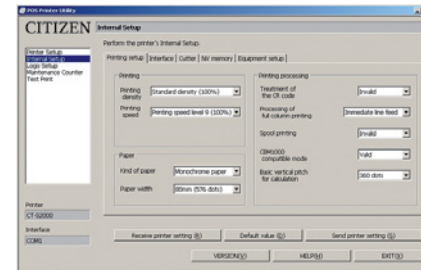 POS Printer Utility
CITIZEN
Internal Setup
Perform the printer's Internal Setup.
Printer Setup
Internal Setup
Logo Setup
Maintenance Counter
Test Print
Printing setup
Interface
Cutter
NV memory
Equipment setup
Printing
Printing density
Standard density (100%)
Printing speed
Printing speed level 9 (100%)
Paper
Kind of paper
Monochrome paper
Paper width
80mm (576 dots)
Printing processing
Treatment of the CR code
Invalid
Processing of full column printing
Immediate line feed
Spool printing
Invalid
CBM1000 compatible mode
Valid
Basic vertical pitch for calculation
360 dots
Printer
CT-S2000
Interface
COM1
Receive printer setting (R)
Default value (D)
Send printer setting (S)
VERSION(V)
HELP(H)
EXIT(X)